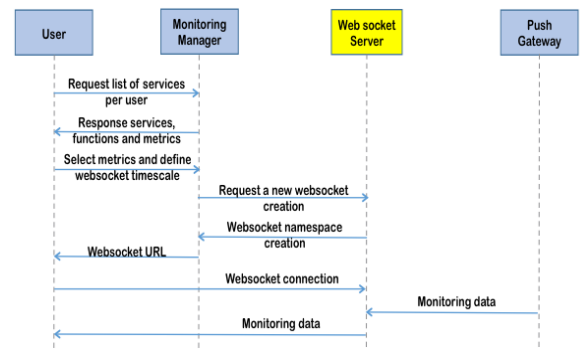 User
Monitoring
Manager
Web socket
Server
Push
Gateway
Request list of services
per user
Response services,
functions and metrics
Select metrics and define
websocket timescale
Request a new websocket
creation
Websocket namespace
creation
Websocket URL
Websocket connection
Monitoring data
Monitoring data